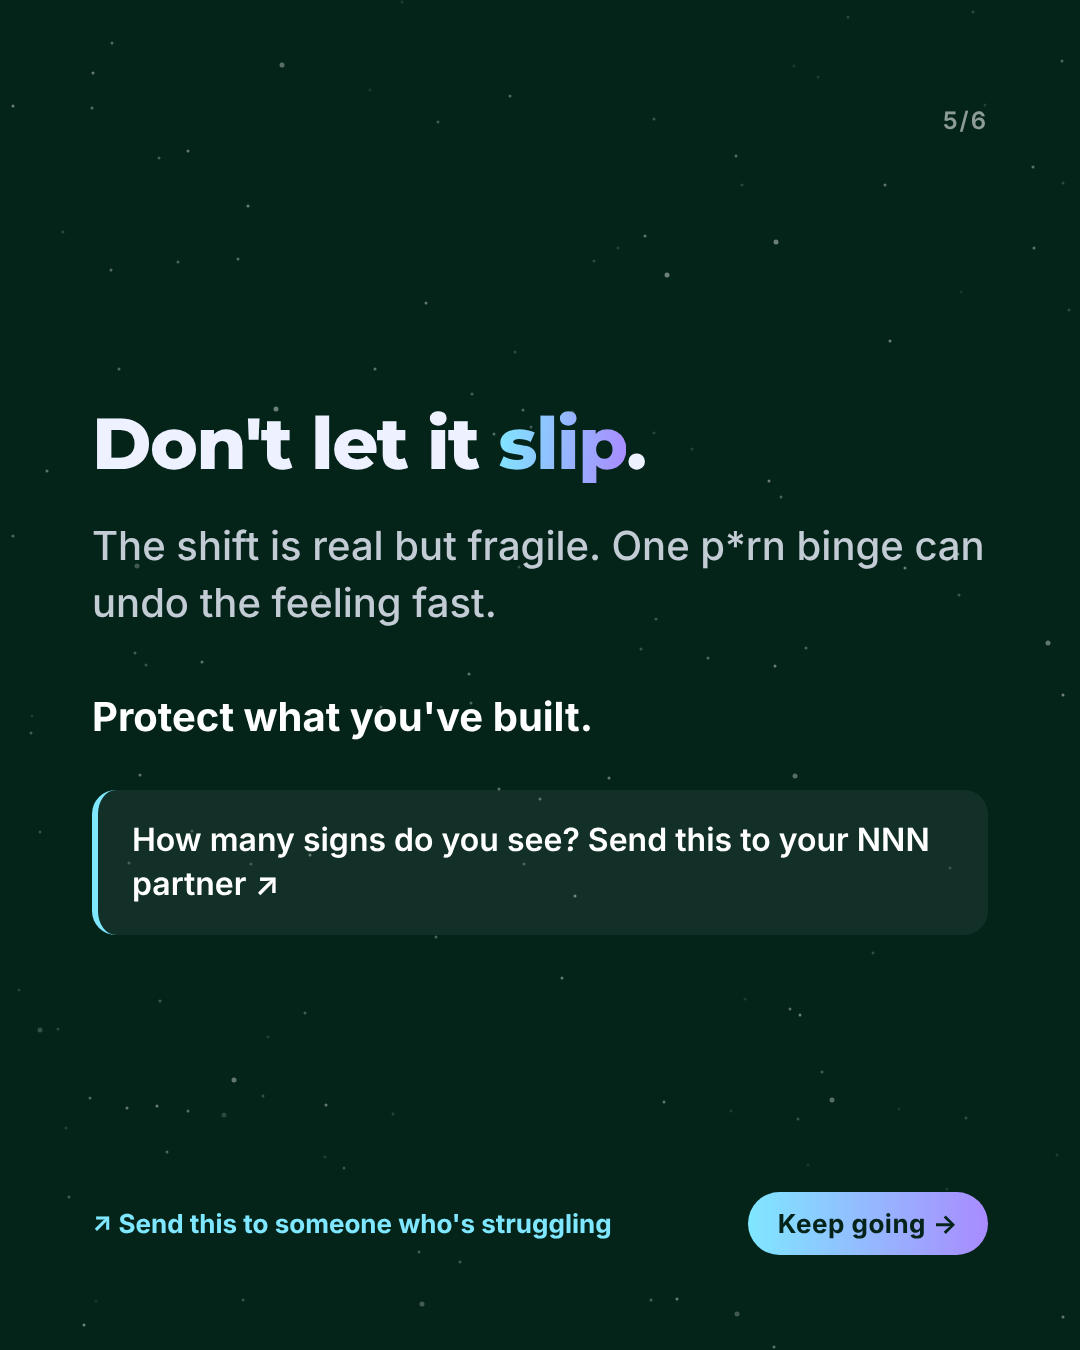 5/6
Don't let it slip.
The shift is real but fragile. One p*rn binge can
undo the feeling fast.
Protect what you've built.
How many signs do you see? Send this to your NNN
partner ↗
↗ Send this to someone who's struggling
Keep going →